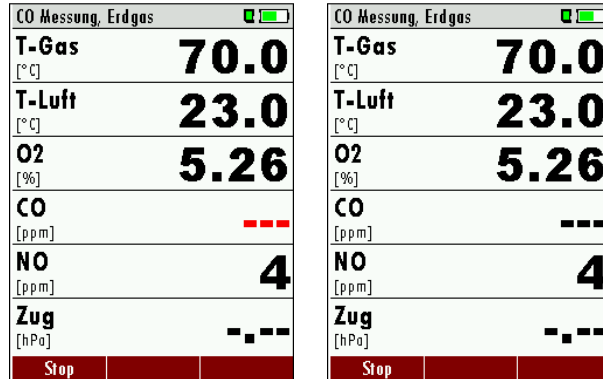 CO Messung, Erdgas
T-Gas 70.0
[°C]
T-Luft 23.0
[°C]
O2 5.26
[%]
CO ---
[ppm]
NO 4
[ppm]
Zug -.--
[hPa]
Stop
CO Messung, Erdgas
T-Gas 70.0
[°C]
T-Luft 23.0
[°C]
O2 5.26
[%]
CO ---
[ppm]
NO 4
[ppm]
Zug -.--
[hPa]
Stop